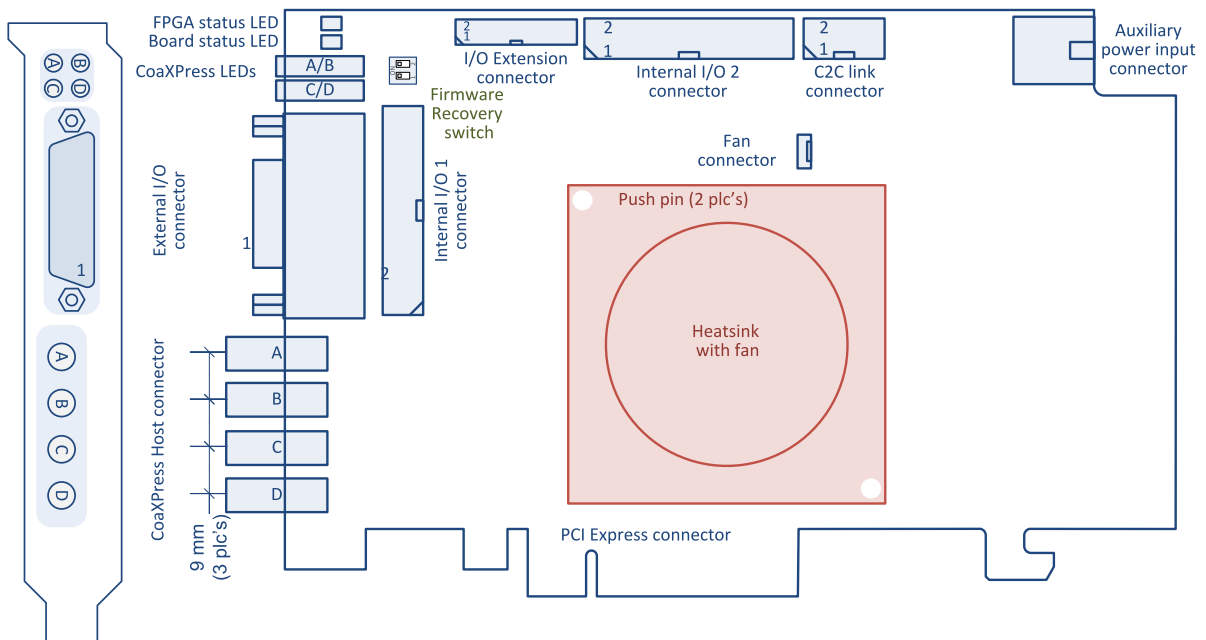 FPGA status LED
Board status LED
CoaXPress LEDs
A/B
C/D
A
B
C
D
2
1
I/O Extension
connector
2
1
Internal I/O 2
connector
2
1
C2C link
connector
Auxiliary
power input
connector
Firmware
Recovery
switch
Fan
connector
External I/O
connector
1
1
2
Internal I/O 1
connector
Push pin (2 plc's)
Heatsink
with fan
A
B
C
D
CoaXPress Host connector
A
B
C
D
9 mm
(3 plc's)
PCI Express connector